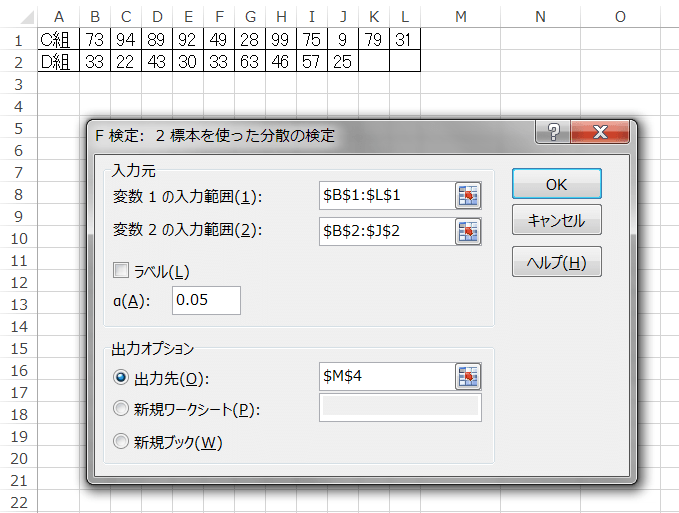 A B C D E F G H I J K L M N O
1 C組 73 94 89 92 49 28 99 75 9 79 31
2 D組 33 22 43 30 33 63 46 57 25
3
4
5
6
7
8
9
10
11
12
13
14
15
16
17
18
19
20
21
22
F 検定: 2 標本を使った分散の検定
?
入力元
変数 1 の入力範囲(1): $B$1:$L$1
変数 2 の入力範囲(2): $B$2:$J$2
ラベル(L)
α(A): 0.05
出力オプション
出力先(O): $M$4
新規ワークシート(P):
新規ブック(W)
OK
キャンセル
ヘルプ(H)